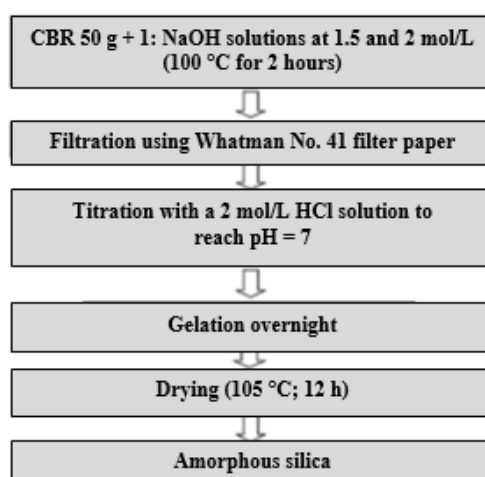 CBR 50 g + 1: NaOH solutions at 1.5 and 2 mol/L
(100 °C for 2 hours)
Filtration using Whatman No. 41 filter paper
Titration with a 2 mol/L HCl solution to
reach pH = 7
Gelation overnight
Drying (105 °C; 12 h)
Amorphous silica